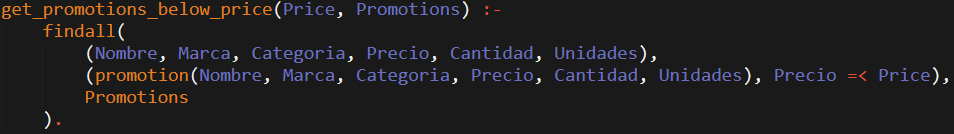 get_promotions_below_price(Price, Promotions) :-
    findall(
        (Nombre, Marca, Categoria, Precio, Cantidad, Unidades),
        (promotion(Nombre, Marca, Categoria, Precio, Cantidad, Unidades), Precio =< Price),
        Promotions
    ).